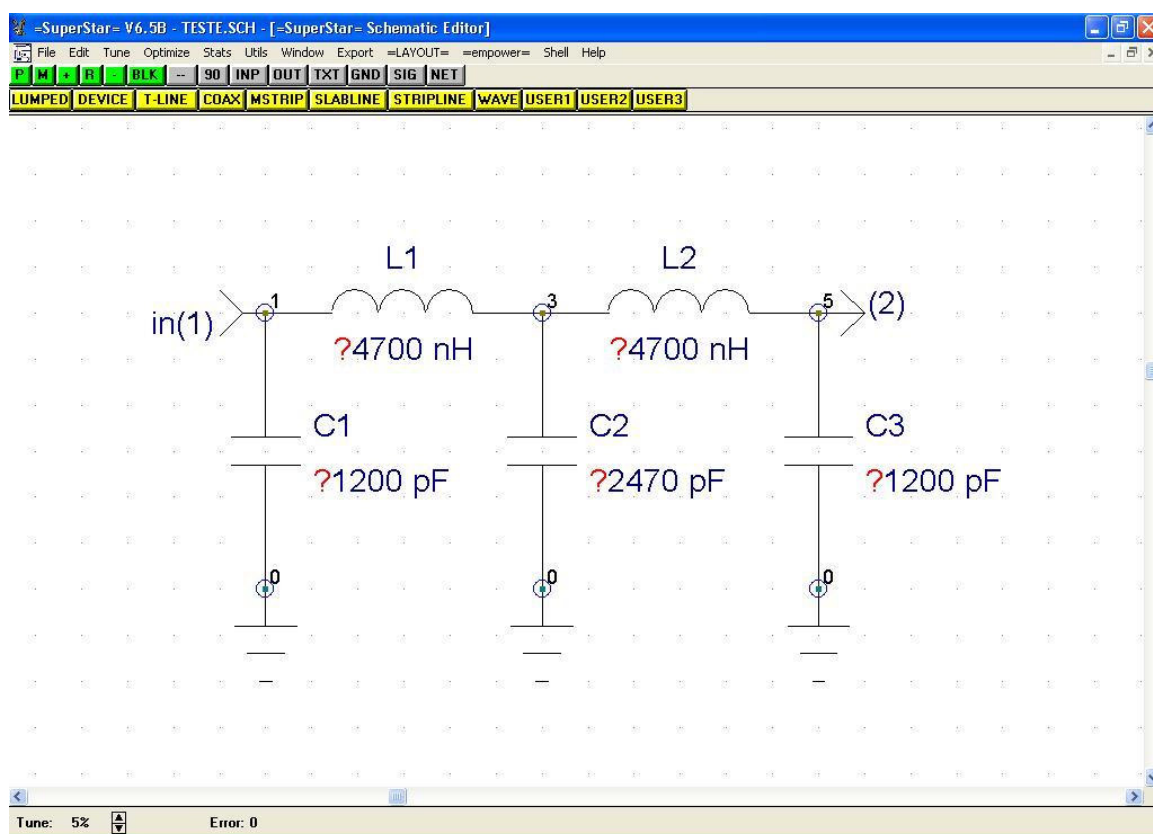 =SuperStar= V6.5B - TESTE.SCH - [=SuperStar= Schematic Editor]
File Edit Tune Optimize Stats Utils Window Export =LAYOUT= =empower= Shell Help
P M + R - BLK -- 90 INP OUT TXT GND SIG NET
LUMPED DEVICE T-LINE COAX MSTRIP SLABLINE STRIPLINE WAVE USER1 USER2 USER3
L1 L2
1 3 5
in(1) (2)
?4700 nH ?4700 nH
C1 C2 C3
?1200 pF ?2470 pF ?1200 pF
0 0 0
Tune: 5% Error: 0